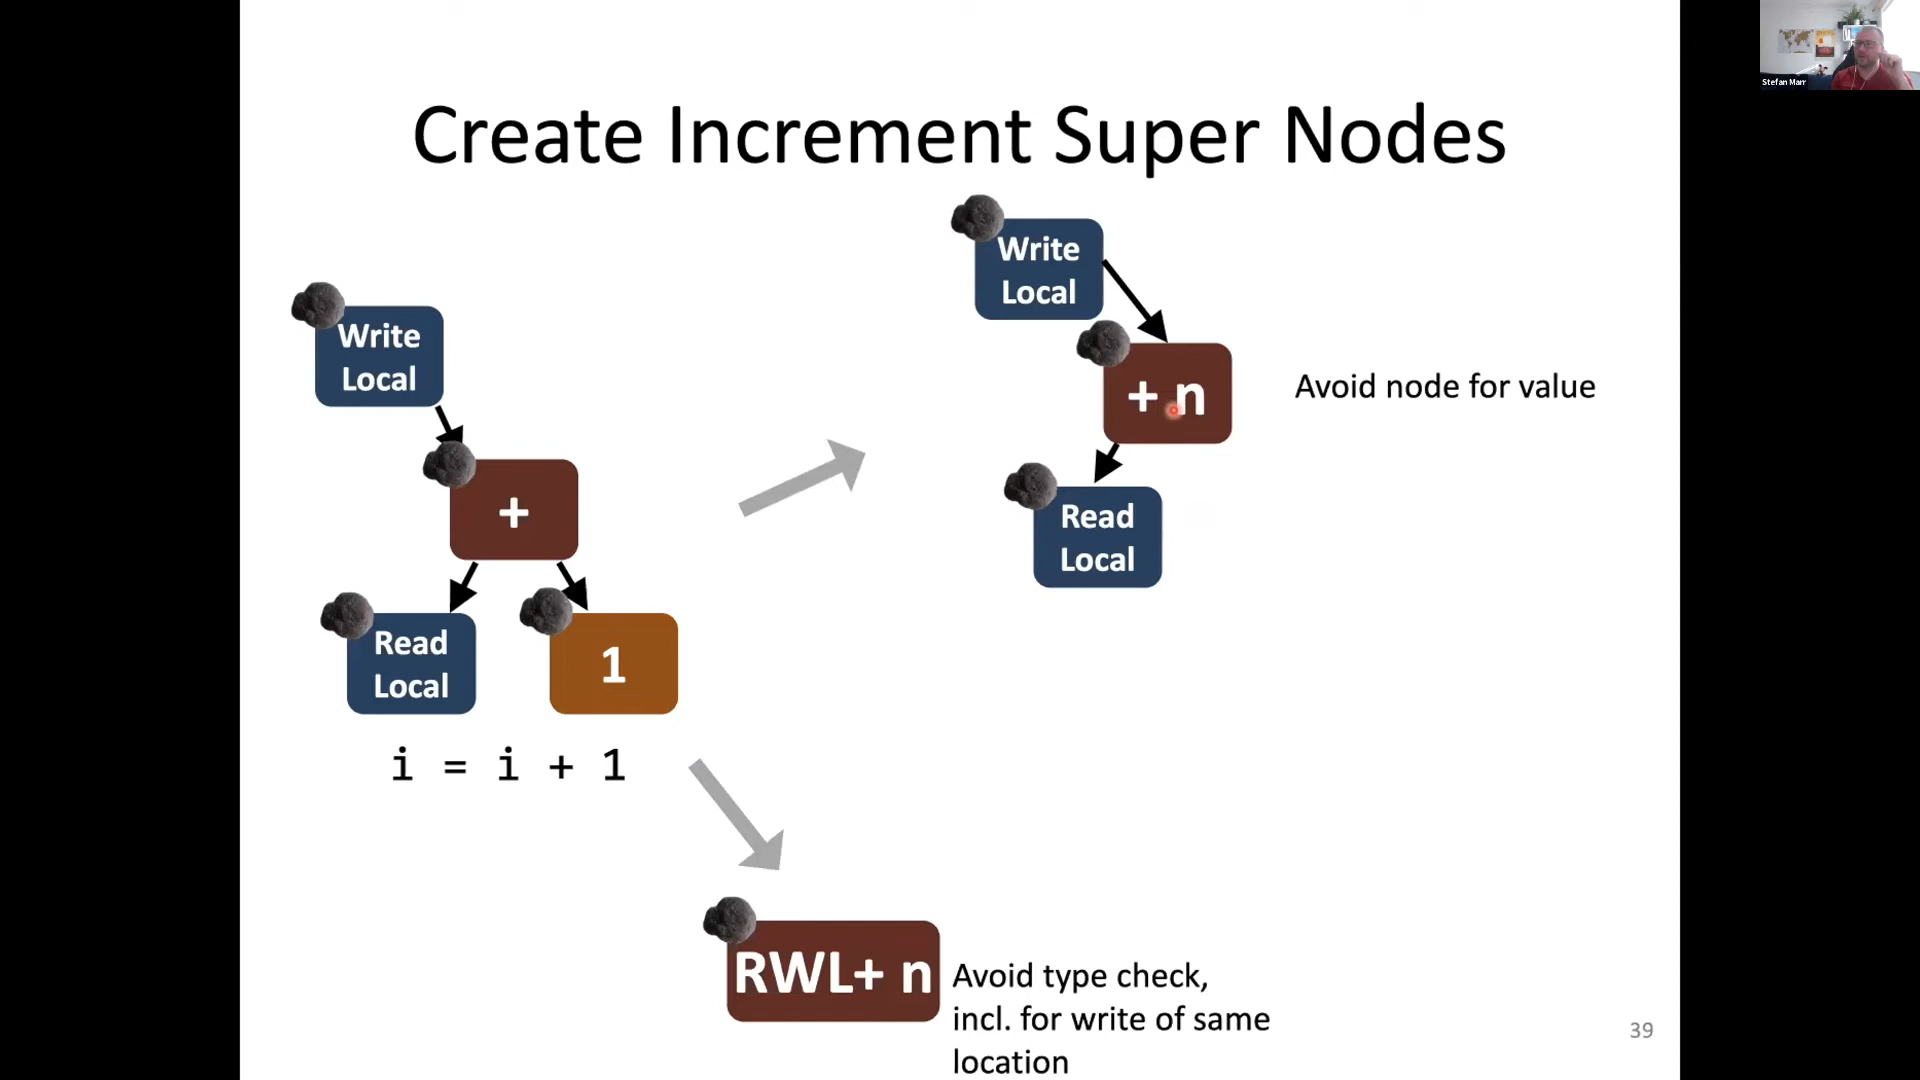 Stefan Marr
Create Increment Super Nodes
Write
Local
+
Read
Local
1
i = i + 1
Write
Local
+ n
Read
Local
Avoid node for value
RWL+ n
Avoid type check,
incl. for write of same
location
39